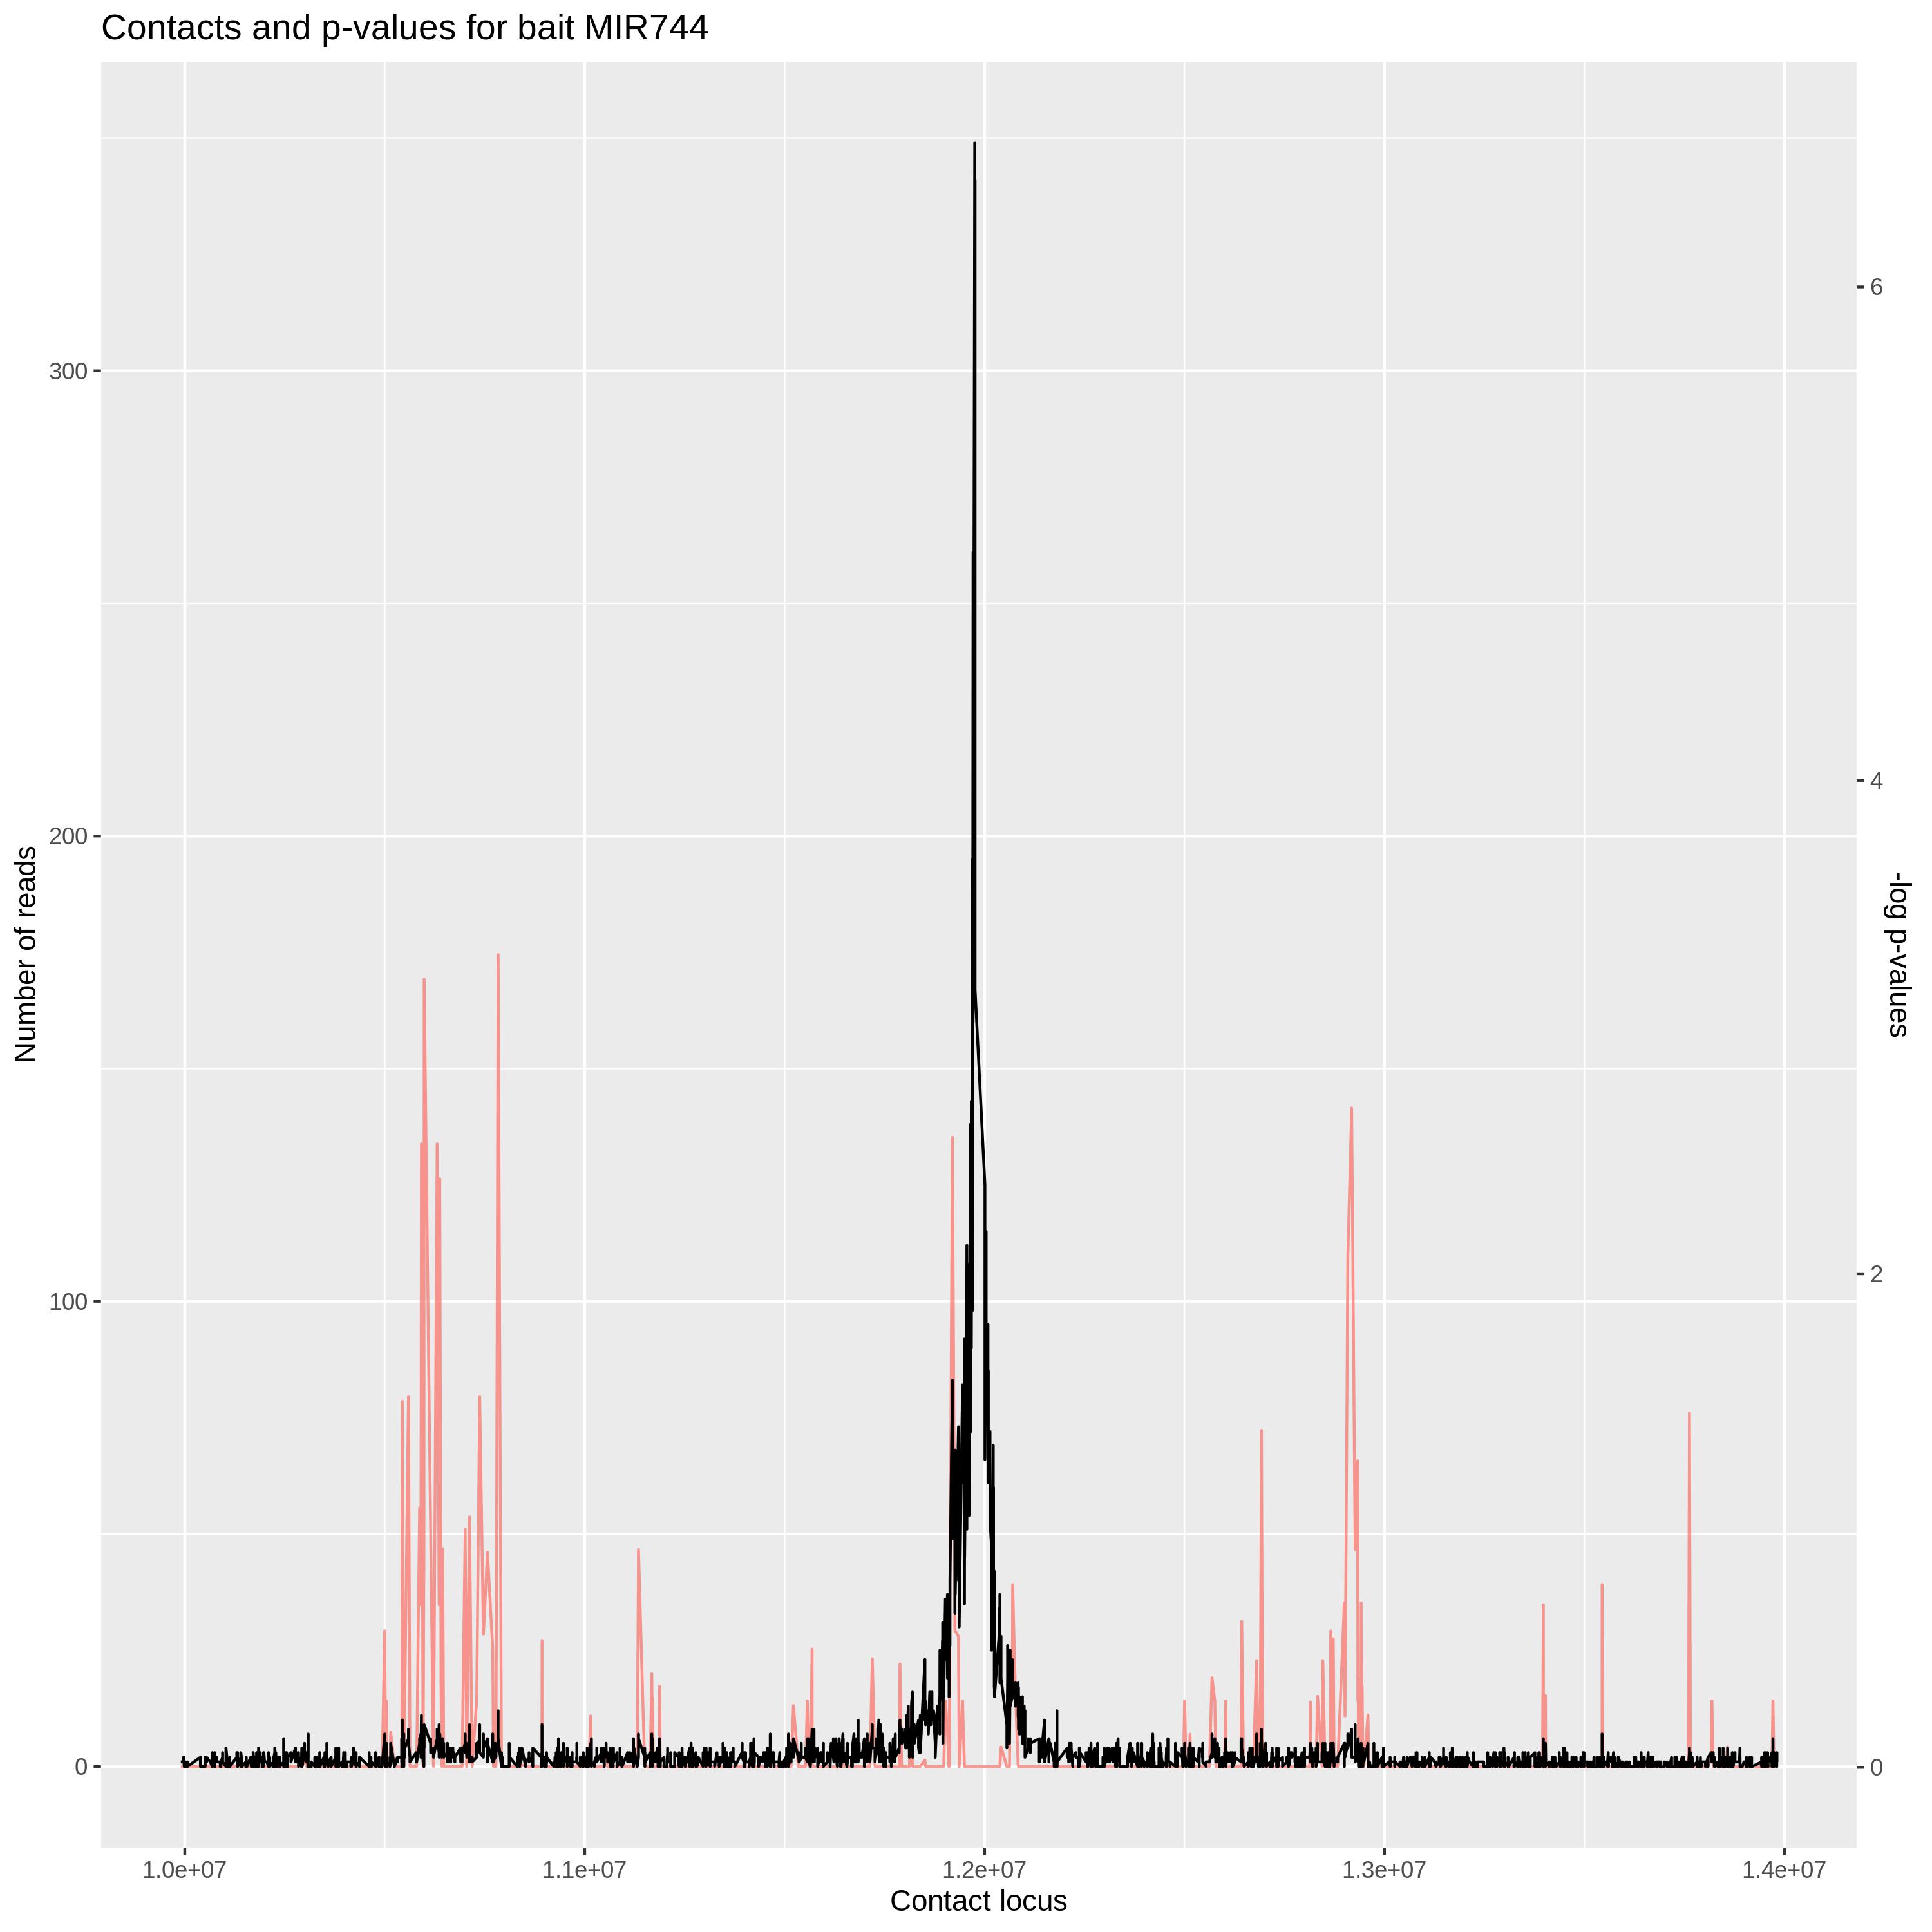 Contacts and p-values for bait MIR744
Number of reads
300
200
100
0
6
4
2
0
-log p-values
1.0e+07
1.1e+07
1.2e+07
1.3e+07
1.4e+07
Contact locus